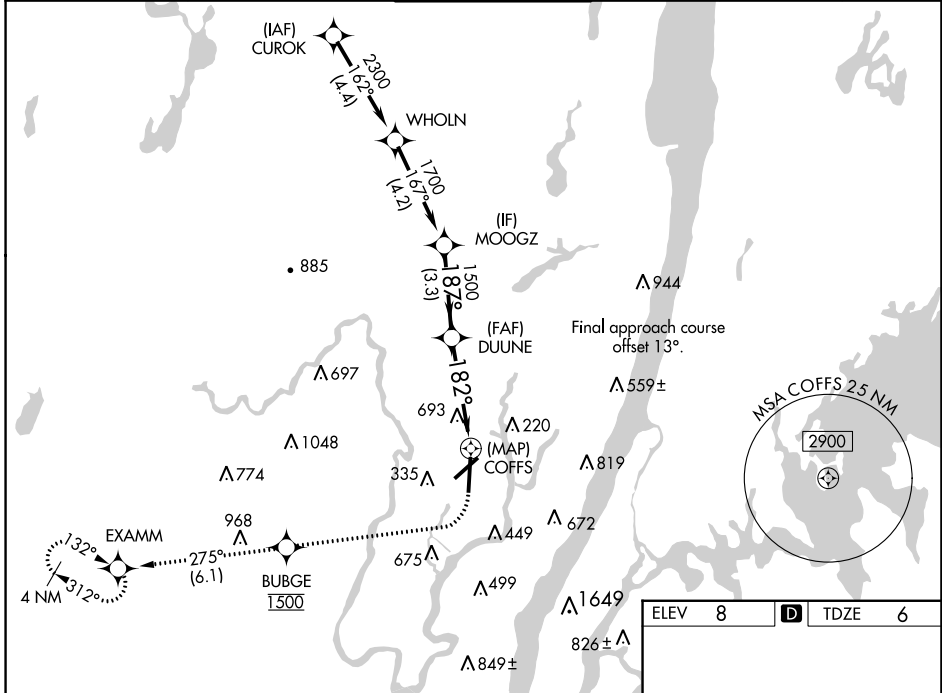 (IAF)
CUROK
2300
162°
(4.4)
WHOLN
1700
167°
(4.2)
(IF)
MOOGZ
885
1500
187°
(3.3)
944
(FAF)
DUUNE
Final approach course
offset 13°.
697
182°
559±
MSA COFFS 25 NM
693
220
2900
1048
(MAP)
COFFS
774
335
819
968
EXAMM
672
449
132°
275°
(6.1)
675
312°
4 NM
BUBGE
1500
499
1649
826±
849±
ELEV 8 D TDZE 6